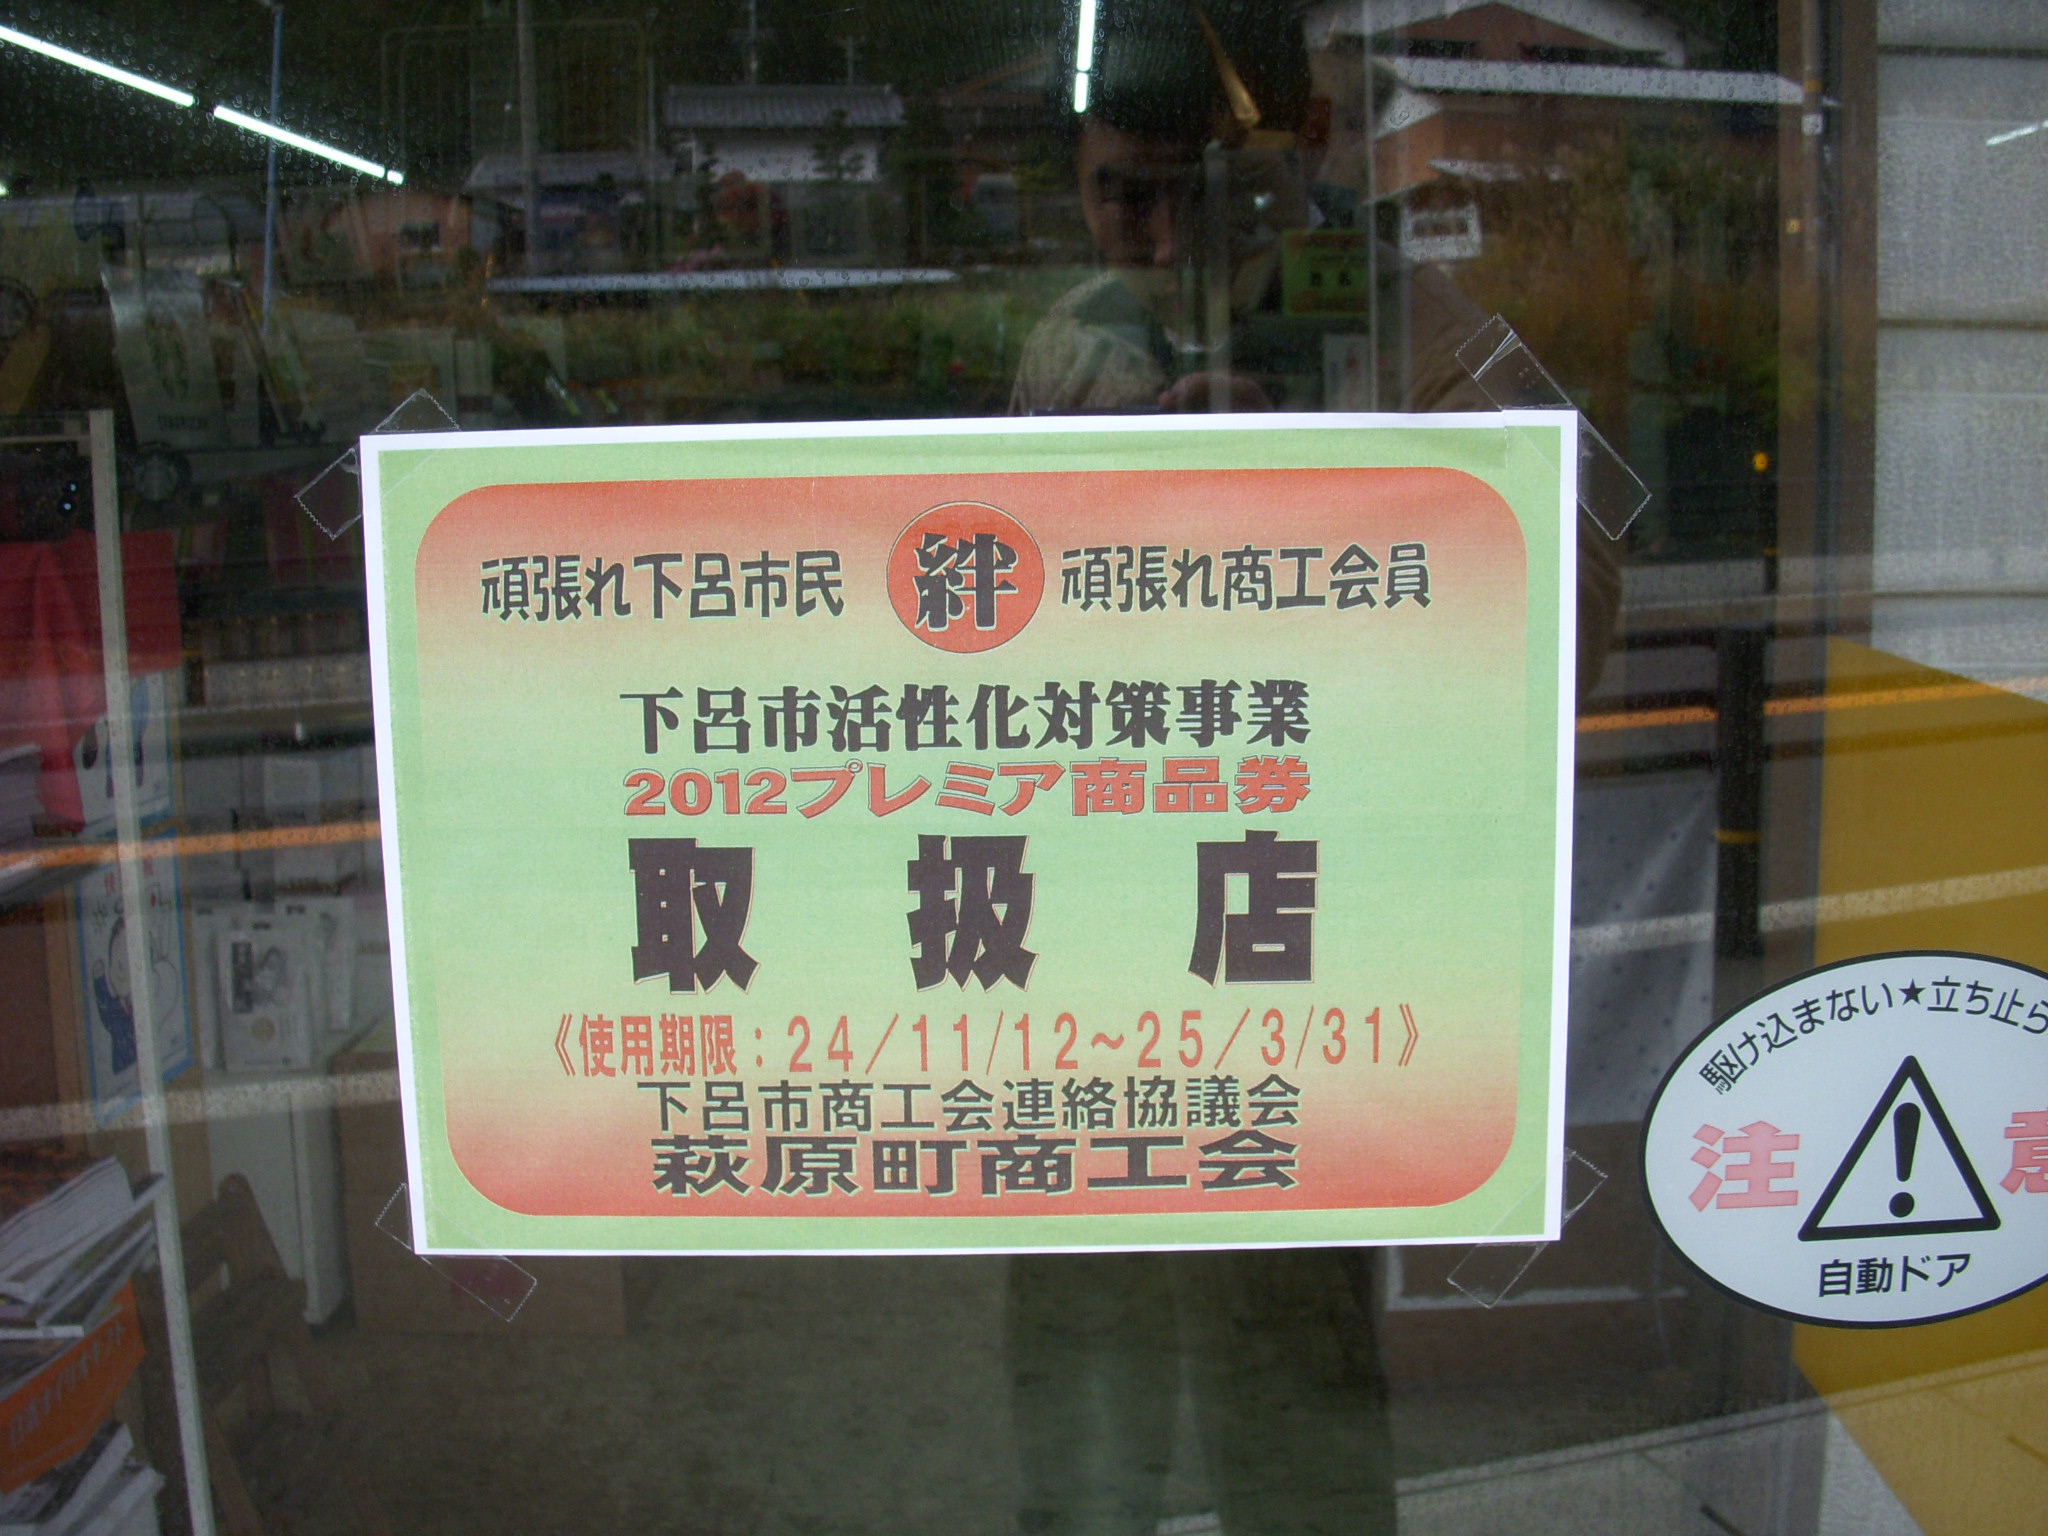 頑張れ下呂市民 絆 頑張れ商工会員
下呂市活性化対策事業
2012プレミア商品券
取扱店
《使用期限：24/11/12～25/3/31》
下呂市商工会連絡協議会
萩原町商工会
駆け込まない★立ち止ら
注意
自動ドア